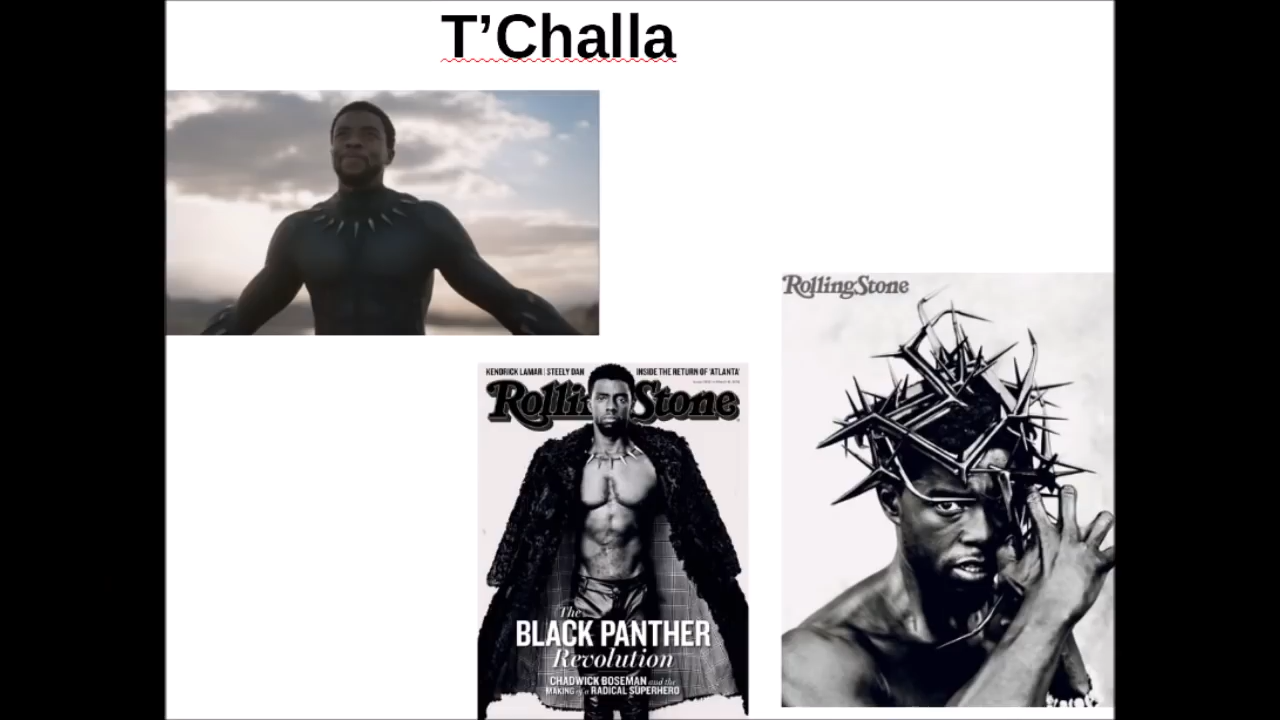 T’Challa
RollingStone
KENDRICK LAMAR | STEELY DAN INSIDE THE RETURN OF 'ATLANTA'
Rolling Stone
The
BLACK PANTHER
Revolution
CHADWICK BOSEMAN and the
MAKING of a RADICAL SUPERHERO